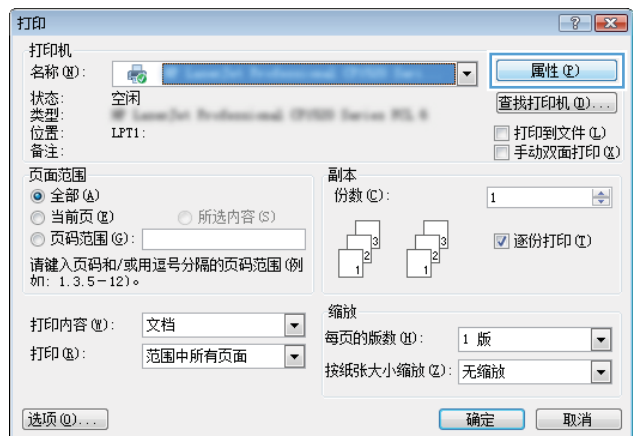 打印
打印机
名称(N):
属性(P)
状态: 空闲
查找打印机(D)...
类型:
位置: LPT1:
打印到文件(L)
备注:
手动双面打印(X)
页面范围
全部(A)
当前页(E) 所选内容(S)
页码范围(G):
请键入页码和/或用逗号分隔的页码范围(例
如: 1.3.5-12)。
副本
份数(C): 1
逐份打印(T)
3
2
1
3
2
1
打印内容(W): 文档
打印(R): 范围中所有页面
缩放
每页的版数(H): 1 版
按纸张大小缩放(Z): 无缩放
选项(O)...
确定 取消